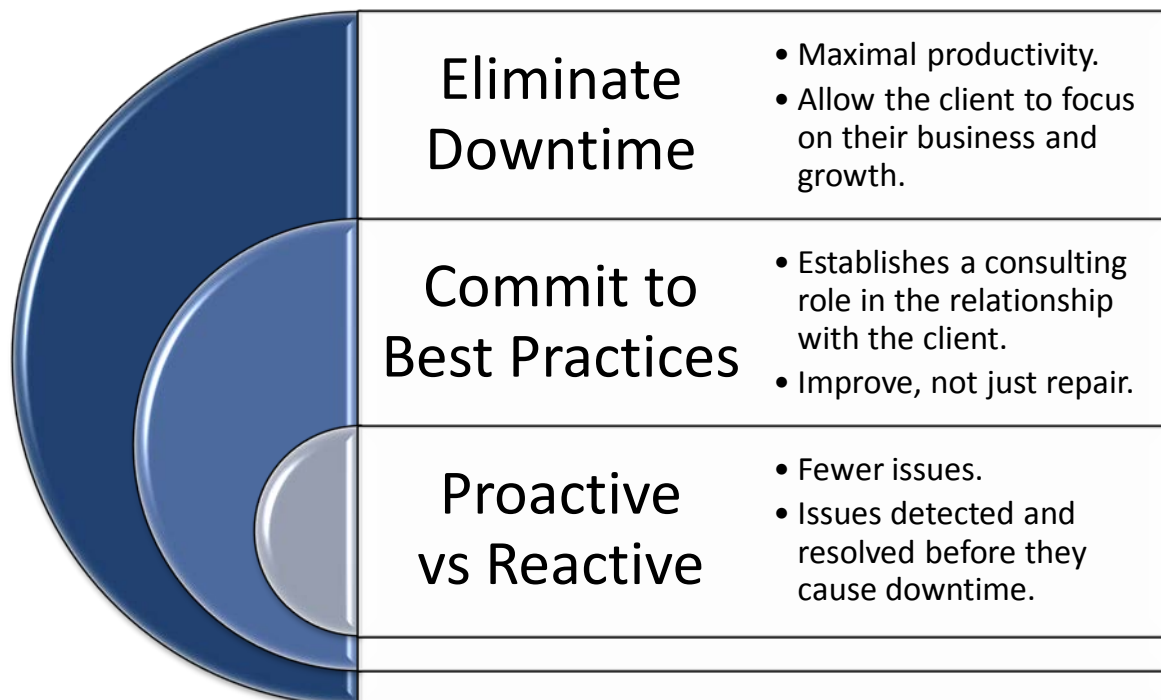 Eliminate
Downtime
• Maximal productivity.
• Allow the client to focus
on their business and
growth.
Commit to
Best Practices
• Establishes a consulting
role in the relationship
with the client.
• Improve, not just repair.
Proactive
vs Reactive
• Fewer issues.
• Issues detected and
resolved before they
cause downtime.